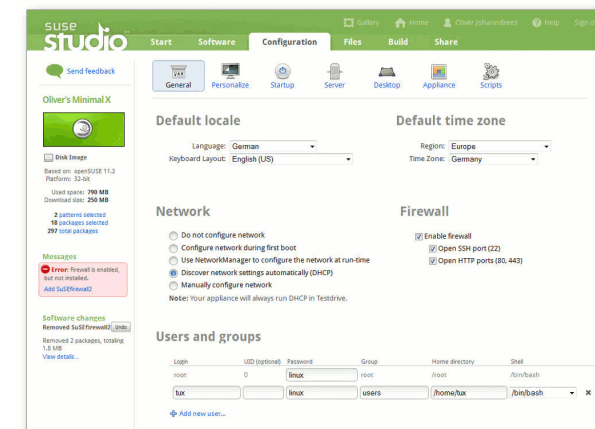 suse
studio
Gallery Home Oliver Johanndrees Help Sign o
Start Software Configuration Files Build Share
Send feedback
General Personalize Startup Server Desktop Appliance Scripts
Oliver's Minimal X
Disk Image
Based on: openSUSE 11.2
Platform: 32-bit
Used space: 790 MB
Download size: 250 MB
2 patterns selected
18 packages selected
297 total packages
Messages
Error: Firewall is enabled,
but not installed.
Add SuSEfirewall2
Software changes
Removed SuSEfirewall2 Undo
Removed 2 packages, totaling
1.8 MB
View details...
Default locale
Language: German
Keyboard Layout: English (US)
Default time zone
Region: Europe
Time Zone: Germany
Network
Do not configure network
Configure network during first boot
Use NetworkManager to configure the network at run-time
Discover network settings automatically (DHCP)
Manually configure network
Note: Your appliance will always run DHCP in Testdrive.
Firewall
Enable firewall
Open SSH port (22)
Open HTTP ports (80, 443)
Users and groups
Login UID (optional) Password Group Home directory Shell
root 0 linux root /root /bin/bash
tux linux users /home/tux /bin/bash
Add new user...